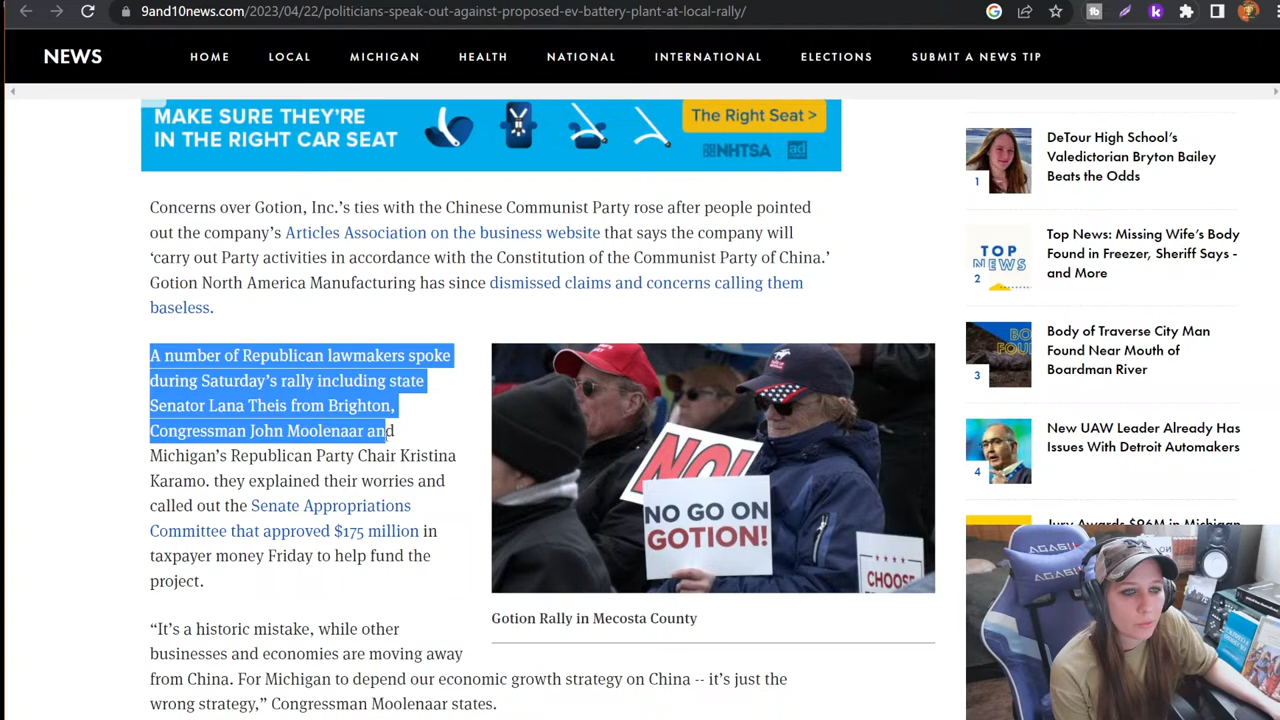 9and10news.com/2023/04/22/politicians-speak-out-against-proposed-ev-battery-plant-at-local-rally/
NEWS
HOME
LOCAL
MICHIGAN
HEALTH
NATIONAL
INTERNATIONAL
ELECTIONS
SUBMIT A NEWS TIP
MAKE SURE THEY'RE
IN THE RIGHT CAR SEAT
The Right Seat >
NHTSA
ad
Concerns over Gotion, Inc.’s ties with the Chinese Communist Party rose after people pointed
out the company’s Articles Association on the business website that says the company will
‘carry out Party activities in accordance with the Constitution of the Communist Party of China.’
Gotion North America Manufacturing has since dismissed claims and concerns calling them
baseless.
A number of Republican lawmakers spoke
during Saturday’s rally including state
Senator Lana Theis from Brighton,
Congressman John Moolenaar and
Michigan’s Republican Party Chair Kristina
Karamo. they explained their worries and
called out the Senate Appropriations
Committee that approved $175 million in
taxpayer money Friday to help fund the
project.
NO!
NO GO ON
GOTION!
CHOOSE
Gotion Rally in Mecosta County
“It’s a historic mistake, while other
businesses and economies are moving away
from China. For Michigan to depend our economic growth strategy on China -- it’s just the
wrong strategy,” Congressman Moolenaar states.
1
DeTour High School’s
Valedictorian Bryton Bailey
Beats the Odds
TOP
NEWS
2
Top News: Missing Wife’s Body
Found in Freezer, Sheriff Says -
and More
BO
FOU
3
Body of Traverse City Man
Found Near Mouth of
Boardman River
4
New UAW Leader Already Has
Issues With Detroit Automakers
Jury Awards $96M in Michigan